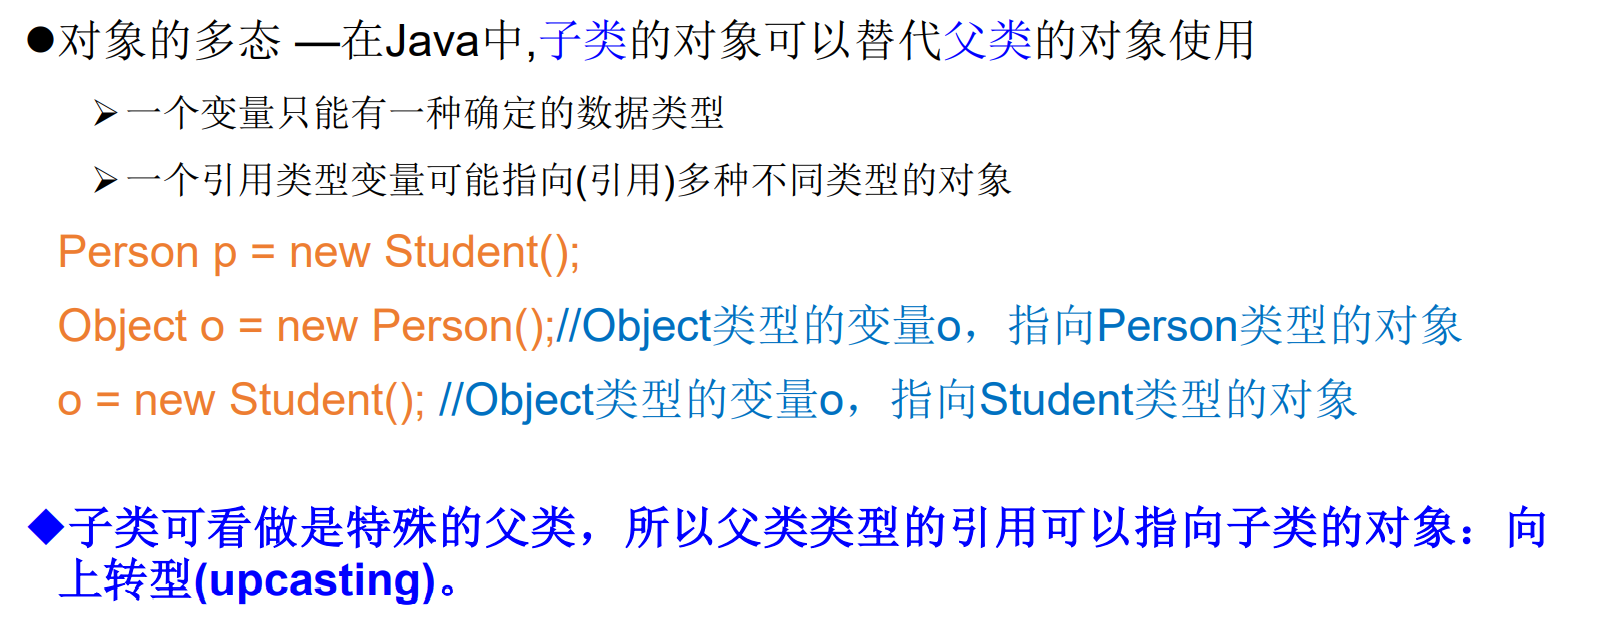 ●对象的多态 —在Java中,子类的对象可以替代父类的对象使用
➢一个变量只能有一种确定的数据类型
➢一个引用类型变量可能指向(引用)多种不同类型的对象
Person p = new Student();
Object o = new Person();//Object类型的变量o，指向Person类型的对象
o = new Student(); //Object类型的变量o，指向Student类型的对象
◆子类可看做是特殊的父类，所以父类类型的引用可以指向子类的对象：向
上转型(upcasting)。